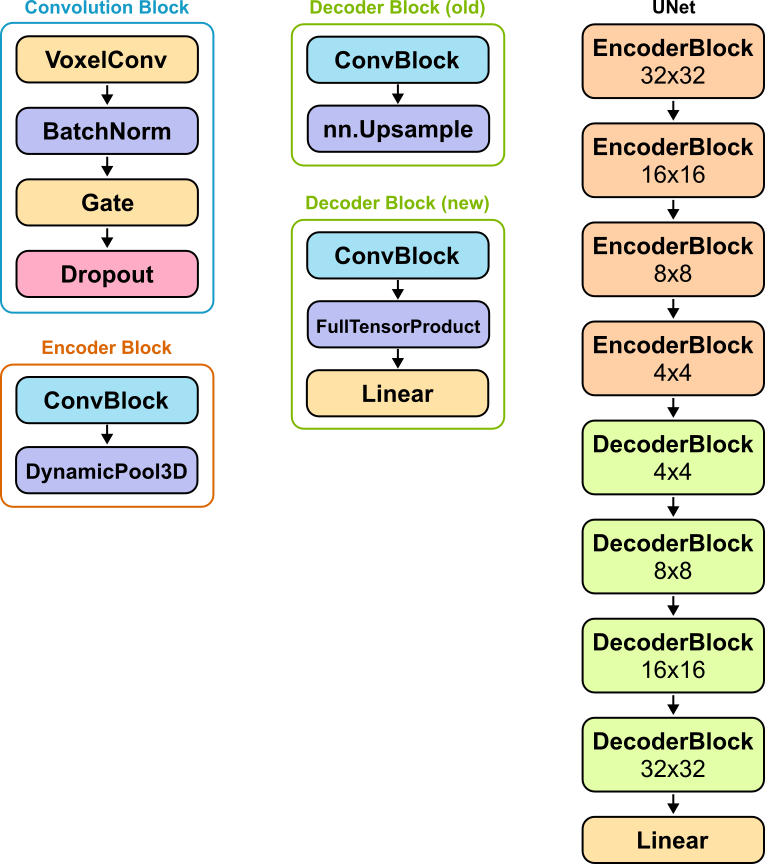 Convolution Block
VoxelConv
BatchNorm
Gate
Dropout
Encoder Block
ConvBlock
DynamicPool3D
Decoder Block (old)
ConvBlock
nn.Upsample
Decoder Block (new)
ConvBlock
FullTensorProduct
Linear
UNet
EncoderBlock
32x32
EncoderBlock
16x16
EncoderBlock
8x8
EncoderBlock
4x4
DecoderBlock
4x4
DecoderBlock
8x8
DecoderBlock
16x16
DecoderBlock
32x32
Linear